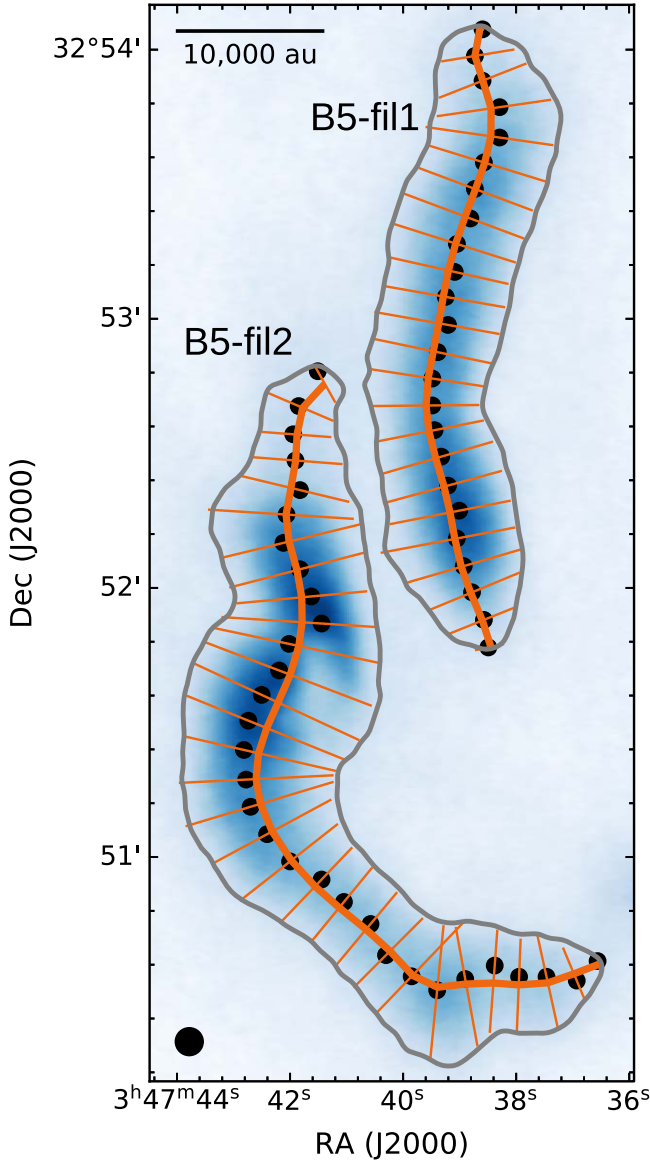 32°54'
10,000 au
B5-fil1
53'
B5-fil2
Dec (J2000)
52'
51'
3ʰ47ᵐ44ˢ 42ˢ 40ˢ 38ˢ 36ˢ
RA (J2000)